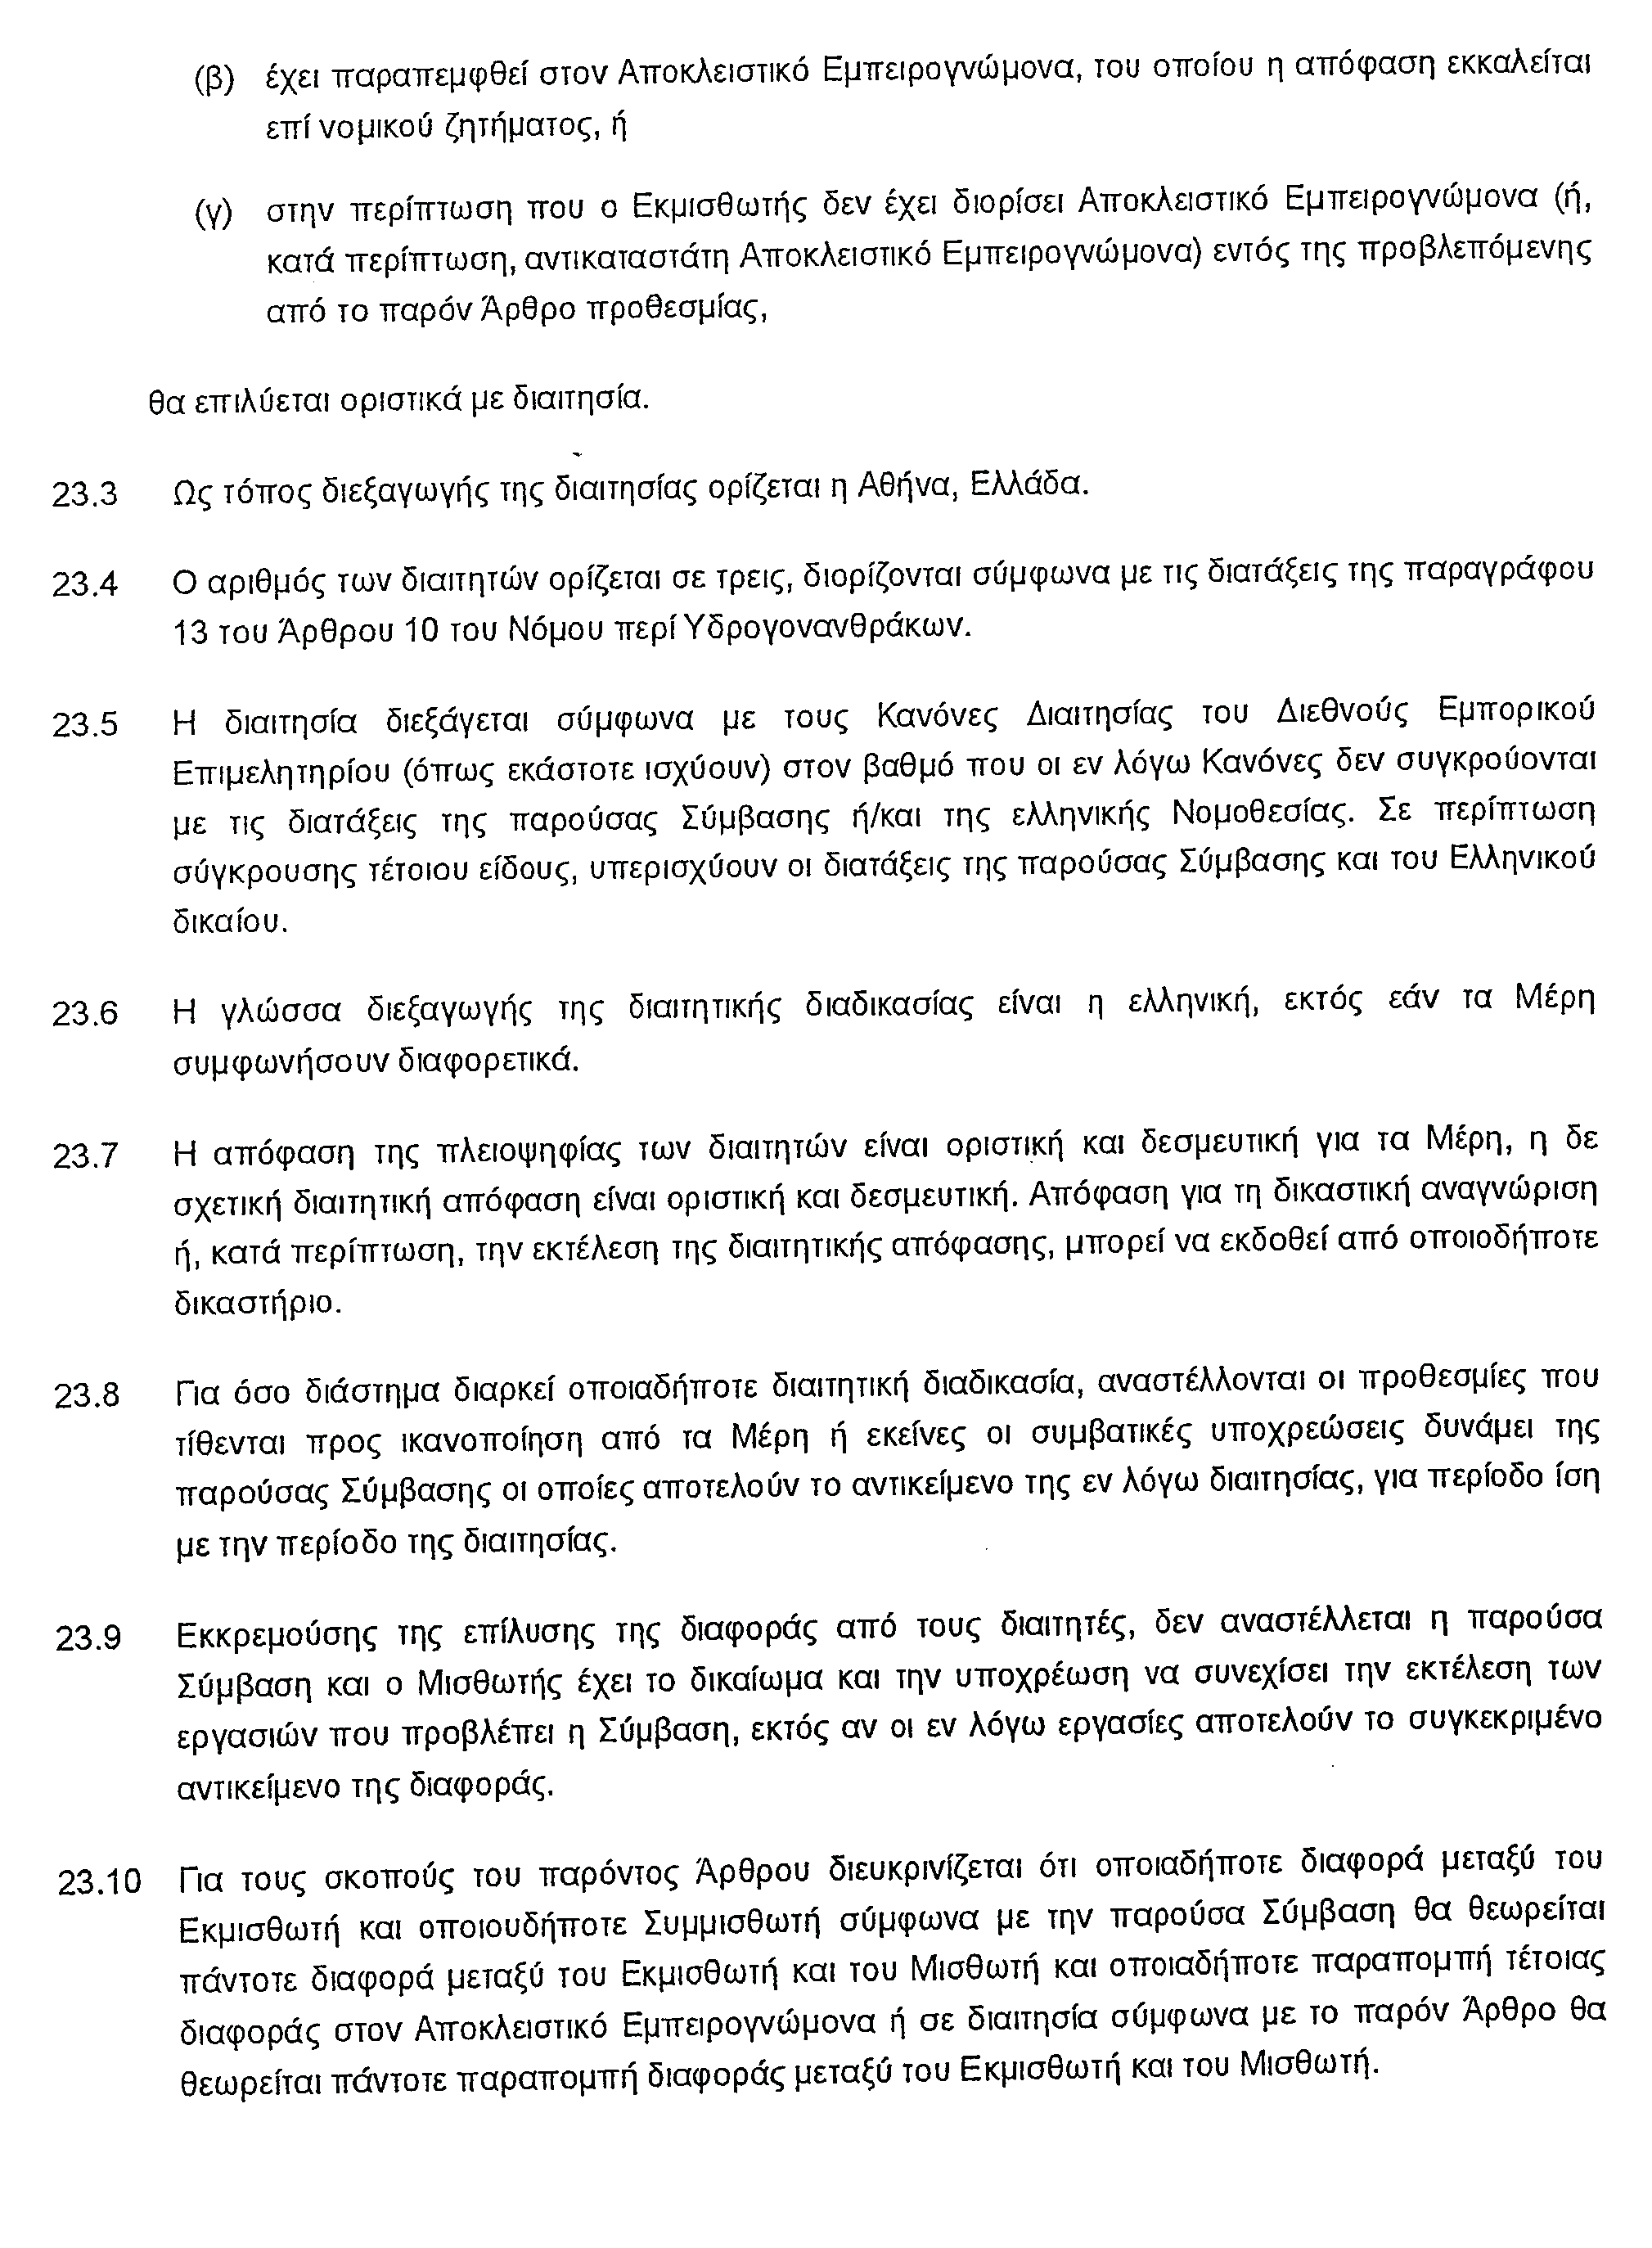 (β) έχει παραπεμφθεί στον Αποκλειστικό Εμπειρογνώμονα, του οποίου η απόφαση εκκαλείται
επί νομικού ζητήματος, ή
(γ) στην περίπτωση που ο Εκμισθωτής δεν έχει διορίσει Αποκλειστικό Εμπειρογνώμονα (ή,
κατά περίπτωση, αντικαταστάτη Αποκλειστικό Εμπειρογνώμονα) εντός της προβλεπόμενης
από το παρόν Άρθρο προθεσμίας,
θα επιλύεται οριστικά με διαιτησία.
23.3 Ως τόπος διεξαγωγής της διαιτησίας ορίζεται η Αθήνα, Ελλάδα.
23.4 Ο αριθμός των διαιτητών ορίζεται σε τρεις, διορίζονται σύμφωνα με τις διατάξεις της παραγράφου
13 του Άρθρου 10 του Νόμου περί Υδρογονανθράκων.
23.5 Η διαιτησία διεξάγεται σύμφωνα με τους Κανόνες Διαιτησίας του Διεθνούς Εμπορικού
Επιμελητηρίου (όπως εκάστοτε ισχύουν) στον βαθμό που οι εν λόγω Κανόνες δεν συγκρούονται
με τις διατάξεις της παρούσας Σύμβασης ή/και της ελληνικής Νομοθεσίας. Σε περίπτωση
σύγκρουσης τέτοιου είδους, υπερισχύουν οι διατάξεις της παρούσας Σύμβασης και του Ελληνικού
δικαίου.
23.6 Η γλώσσα διεξαγωγής της διαιτητικής διαδικασίας είναι η ελληνική, εκτός εάν τα Μέρη
συμφωνήσουν διαφορετικά.
23.7 Η απόφαση της πλειοψηφίας των διαιτητών είναι οριστική και δεσμευτική για τα Μέρη, η δε
σχετική διαιτητική απόφαση είναι οριστική και δεσμευτική. Απόφαση για τη δικαστική αναγνώριση
ή, κατά περίπτωση, την εκτέλεση της διαιτητικής απόφασης, μπορεί να εκδοθεί από οποιοδήποτε
δικαστήριο.
23.8 Για όσο διάστημα διαρκεί οποιαδήποτε διαιτητική διαδικασία, αναστέλλονται οι προθεσμίες που
τίθενται προς ικανοποίηση από τα Μέρη ή εκείνες οι συμβατικές υποχρεώσεις δυνάμει της
παρούσας Σύμβασης οι οποίες αποτελούν το αντικείμενο της εν λόγω διαιτησίας, για περίοδο ίση
με την περίοδο της διαιτησίας.
23.9 Εκκρεμούσης της επίλυσης της διαφοράς από τους διαιτητές, δεν αναστέλλεται η παρούσα
Σύμβαση και ο Μισθωτής έχει το δικαίωμα και την υποχρέωση να συνεχίσει την εκτέλεση των
εργασιών που προβλέπει η Σύμβαση, εκτός αν οι εν λόγω εργασίες αποτελούν το συγκεκριμένο
αντικείμενο της διαφοράς.
23.10 Για τους σκοπούς του παρόντος Άρθρου διευκρινίζεται ότι οποιαδήποτε διαφορά μεταξύ του
Εκμισθωτή και οποιουδήποτε Συμμισθωτή σύμφωνα με την παρούσα Σύμβαση θα θεωρείται
πάντοτε διαφορά μεταξύ του Εκμισθωτή και του Μισθωτή και οποιαδήποτε παραπομπή τέτοιας
διαφοράς στον Αποκλειστικό Εμπειρογνώμονα ή σε διαιτησία σύμφωνα με το παρόν Άρθρο θα
θεωρείται πάντοτε παραπομπή διαφοράς μεταξύ του Εκμισθωτή και του Μισθωτή.